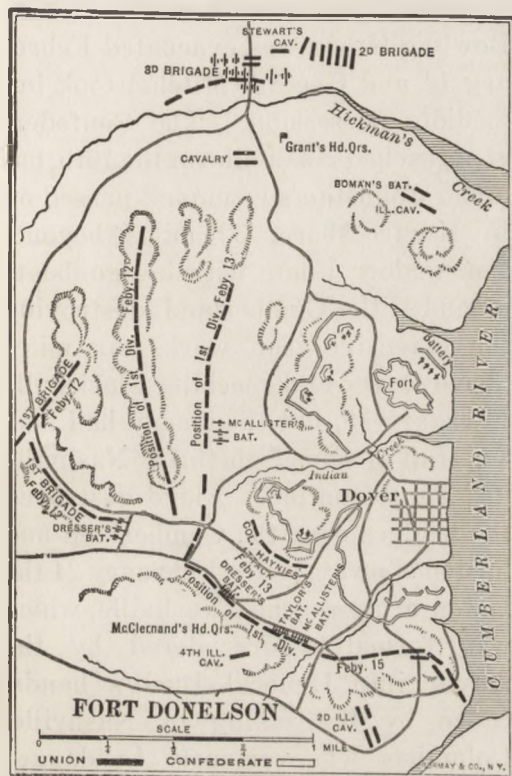 STEWART'S
CAV.
2D BRIGADE
3D BRIGADE
Hickman's
Creek
Grant's Hd.Qrs.
CAVALRY
BOMAN'S BAT.
ILL. CAV.
Position of 1st Div. Feby. 12
Position of 1st Div. Feby. 13
Battery
Fort
1ST BRIGADE
Feby. 12
MCALLISTER'S
BAT.
1ST BRIGADE
Feby. 12
DRESSER'S
BAT.
Indian
Creek
Dover
COL. HAYNIE'S
ATTACK
Feby 13
DRESSER'S
BAT.
TAYLOR'S
BAT.
MCALLISTER'S
BAT.
Position of 1st. Div.
Feby. 15
McClernand's Hd.Qrs.
4TH ILL.
CAV.
2D ILL.
CAV.
CUMBERLAND RIVER
FORT DONELSON
SCALE
0
1
MILE
UNION
CONFEDERATE
& CO., N.Y.